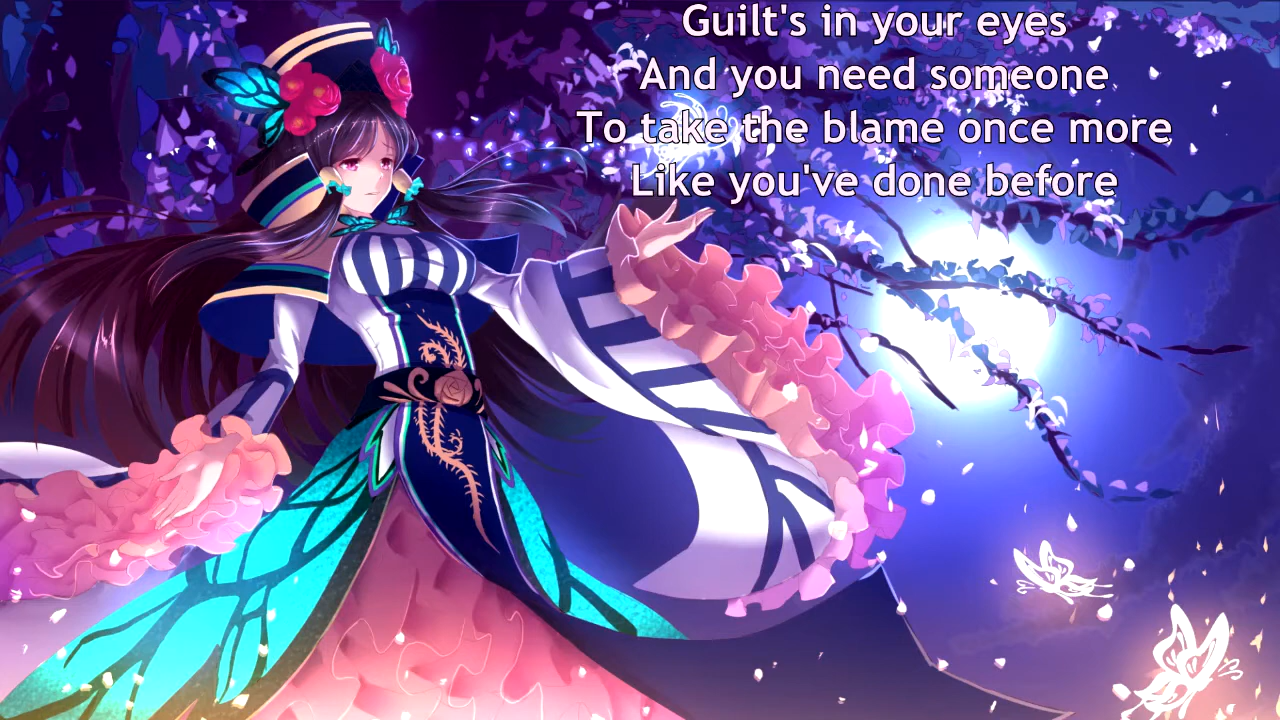 Guilt's in your eyes
And you need someone
To take the blame once more
Like you've done before